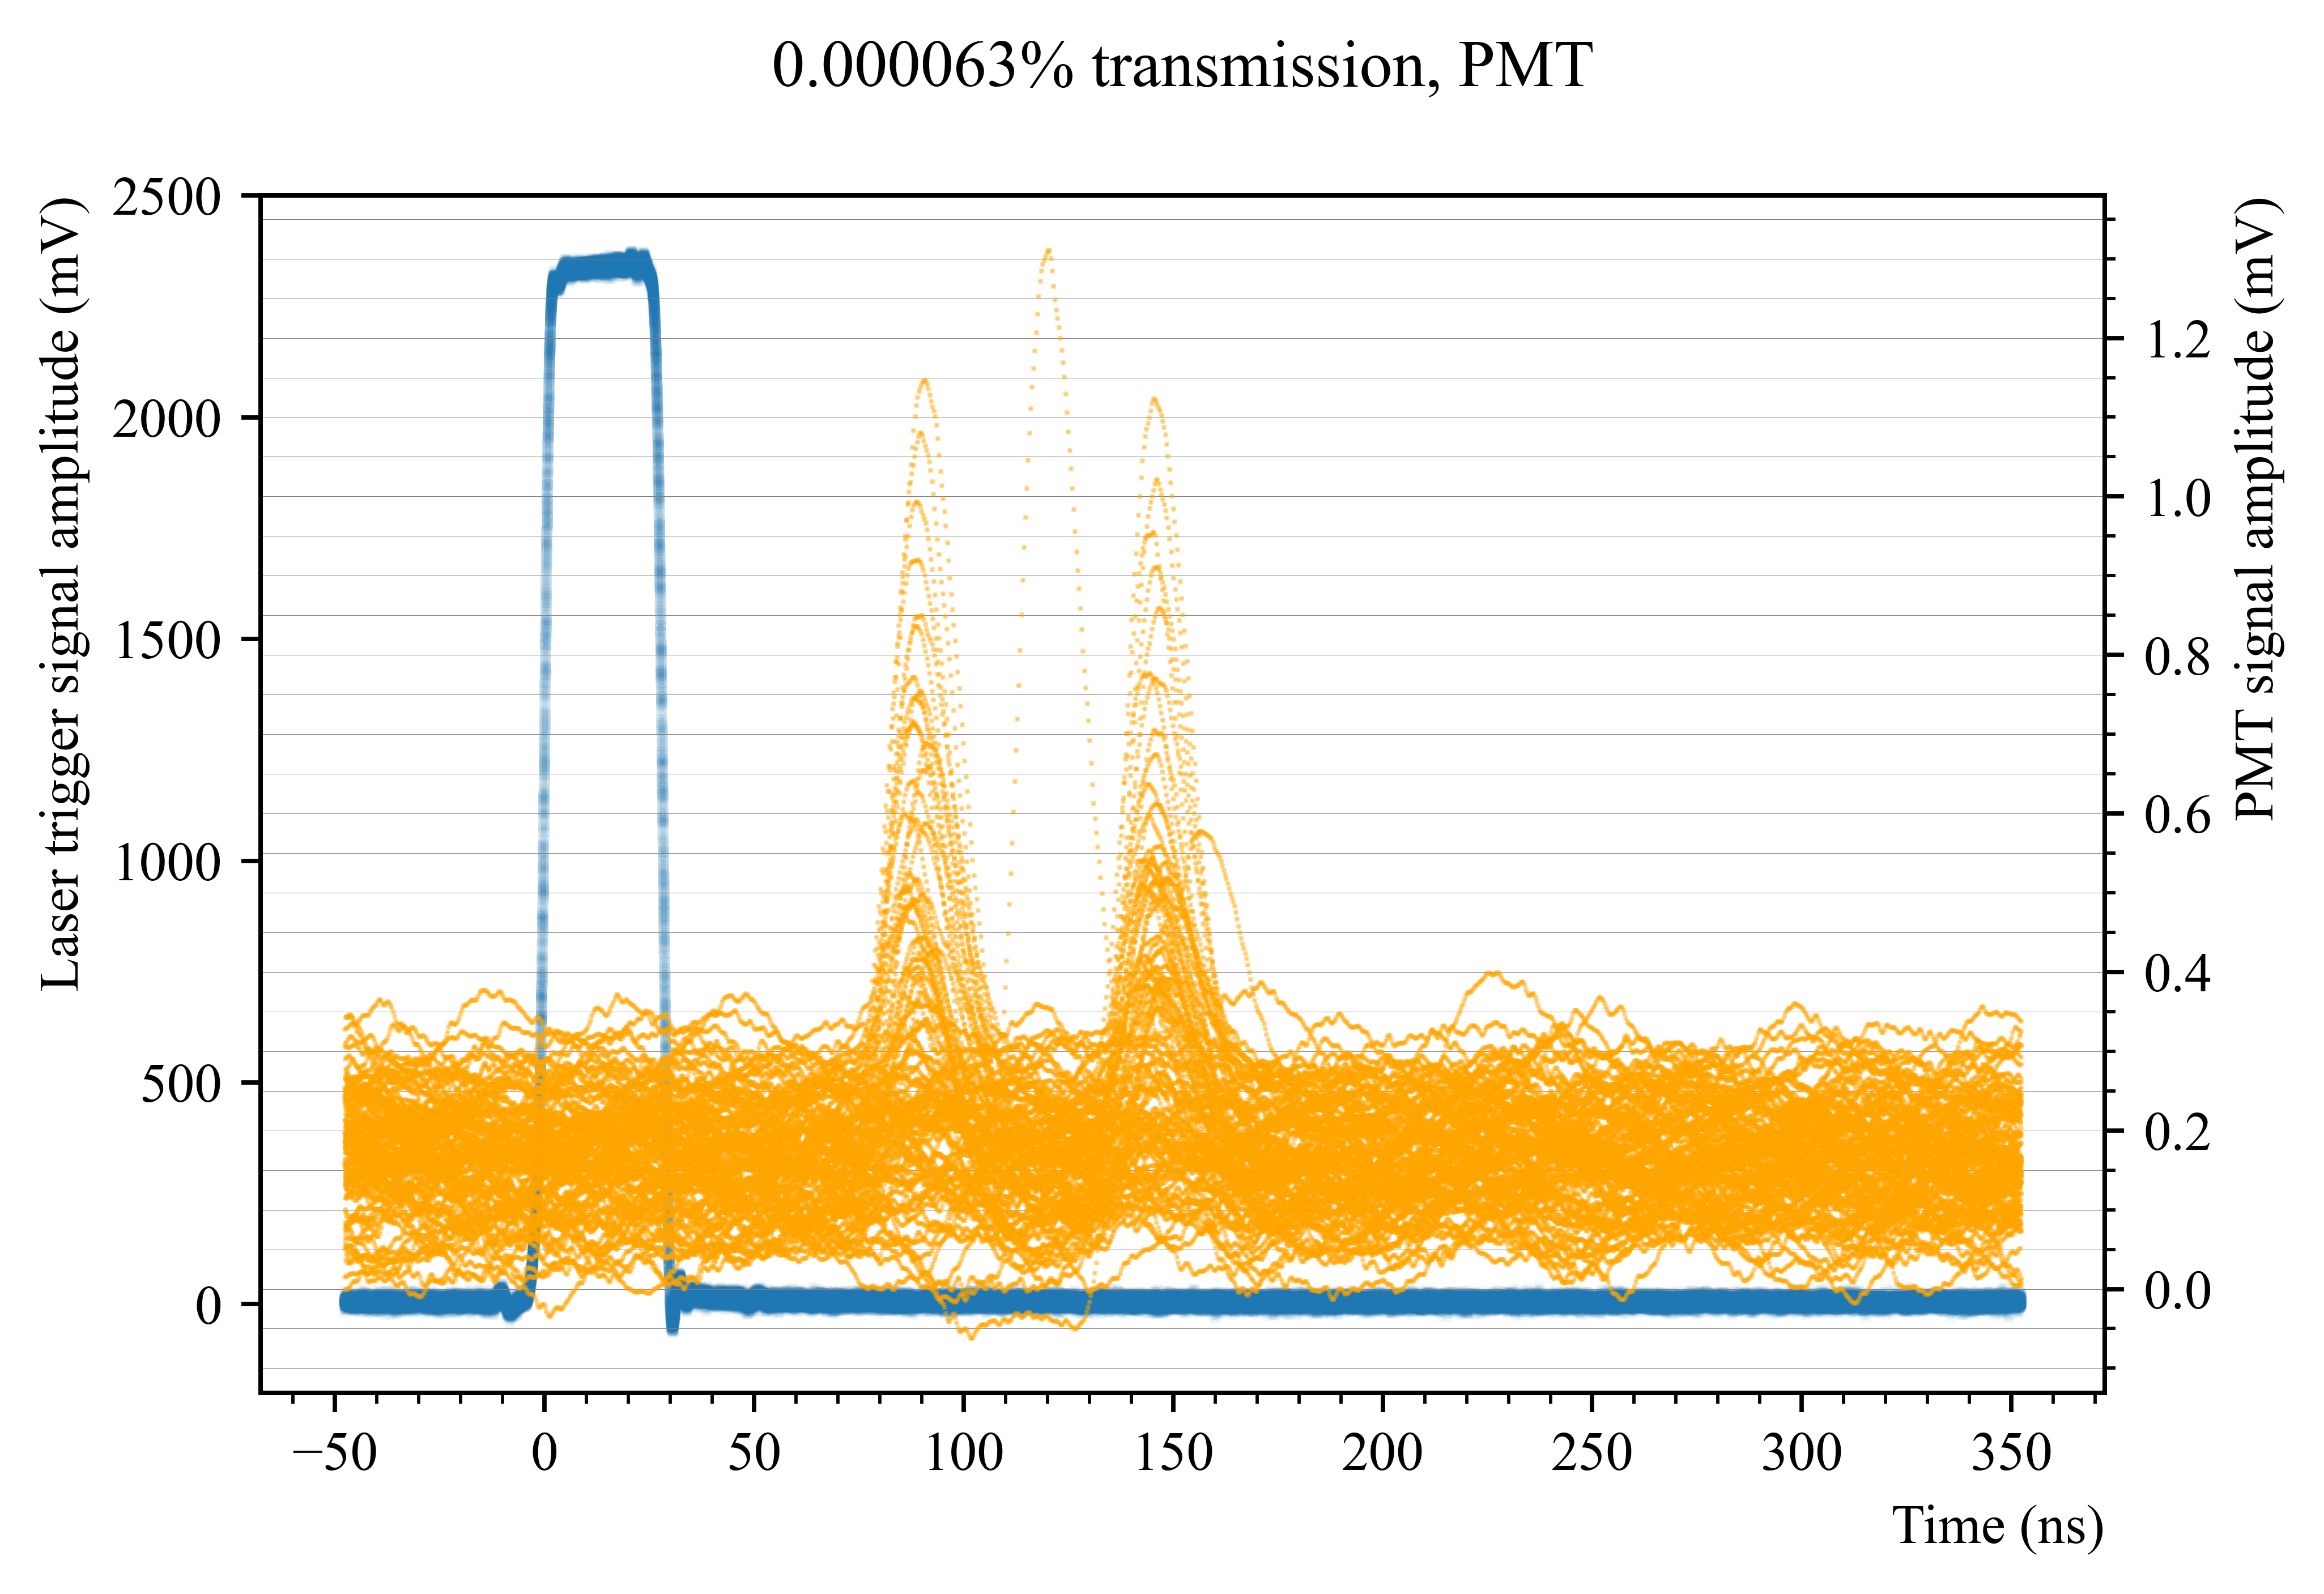 0.000063% transmission, PMT
Laser trigger signal amplitude (mV)
2500
2000
1500
1000
500
0
PMT signal amplitude (mV)
1.2
1.0
0.8
0.6
0.4
0.2
0.0
−50 0 50 100 150 200 250 300 350
Time (ns)